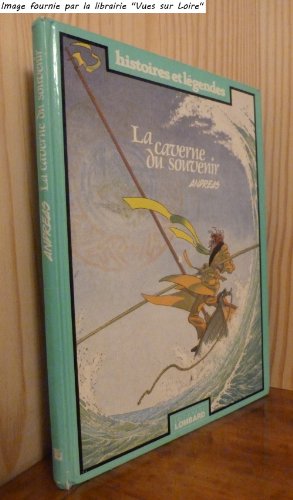 Image fournie par la librairie "Vues sur Loire"
histoires et légendes
La caverne
du souvenir
ANDREAS
LOMBARD
ANDREAS La caverne du souvenir